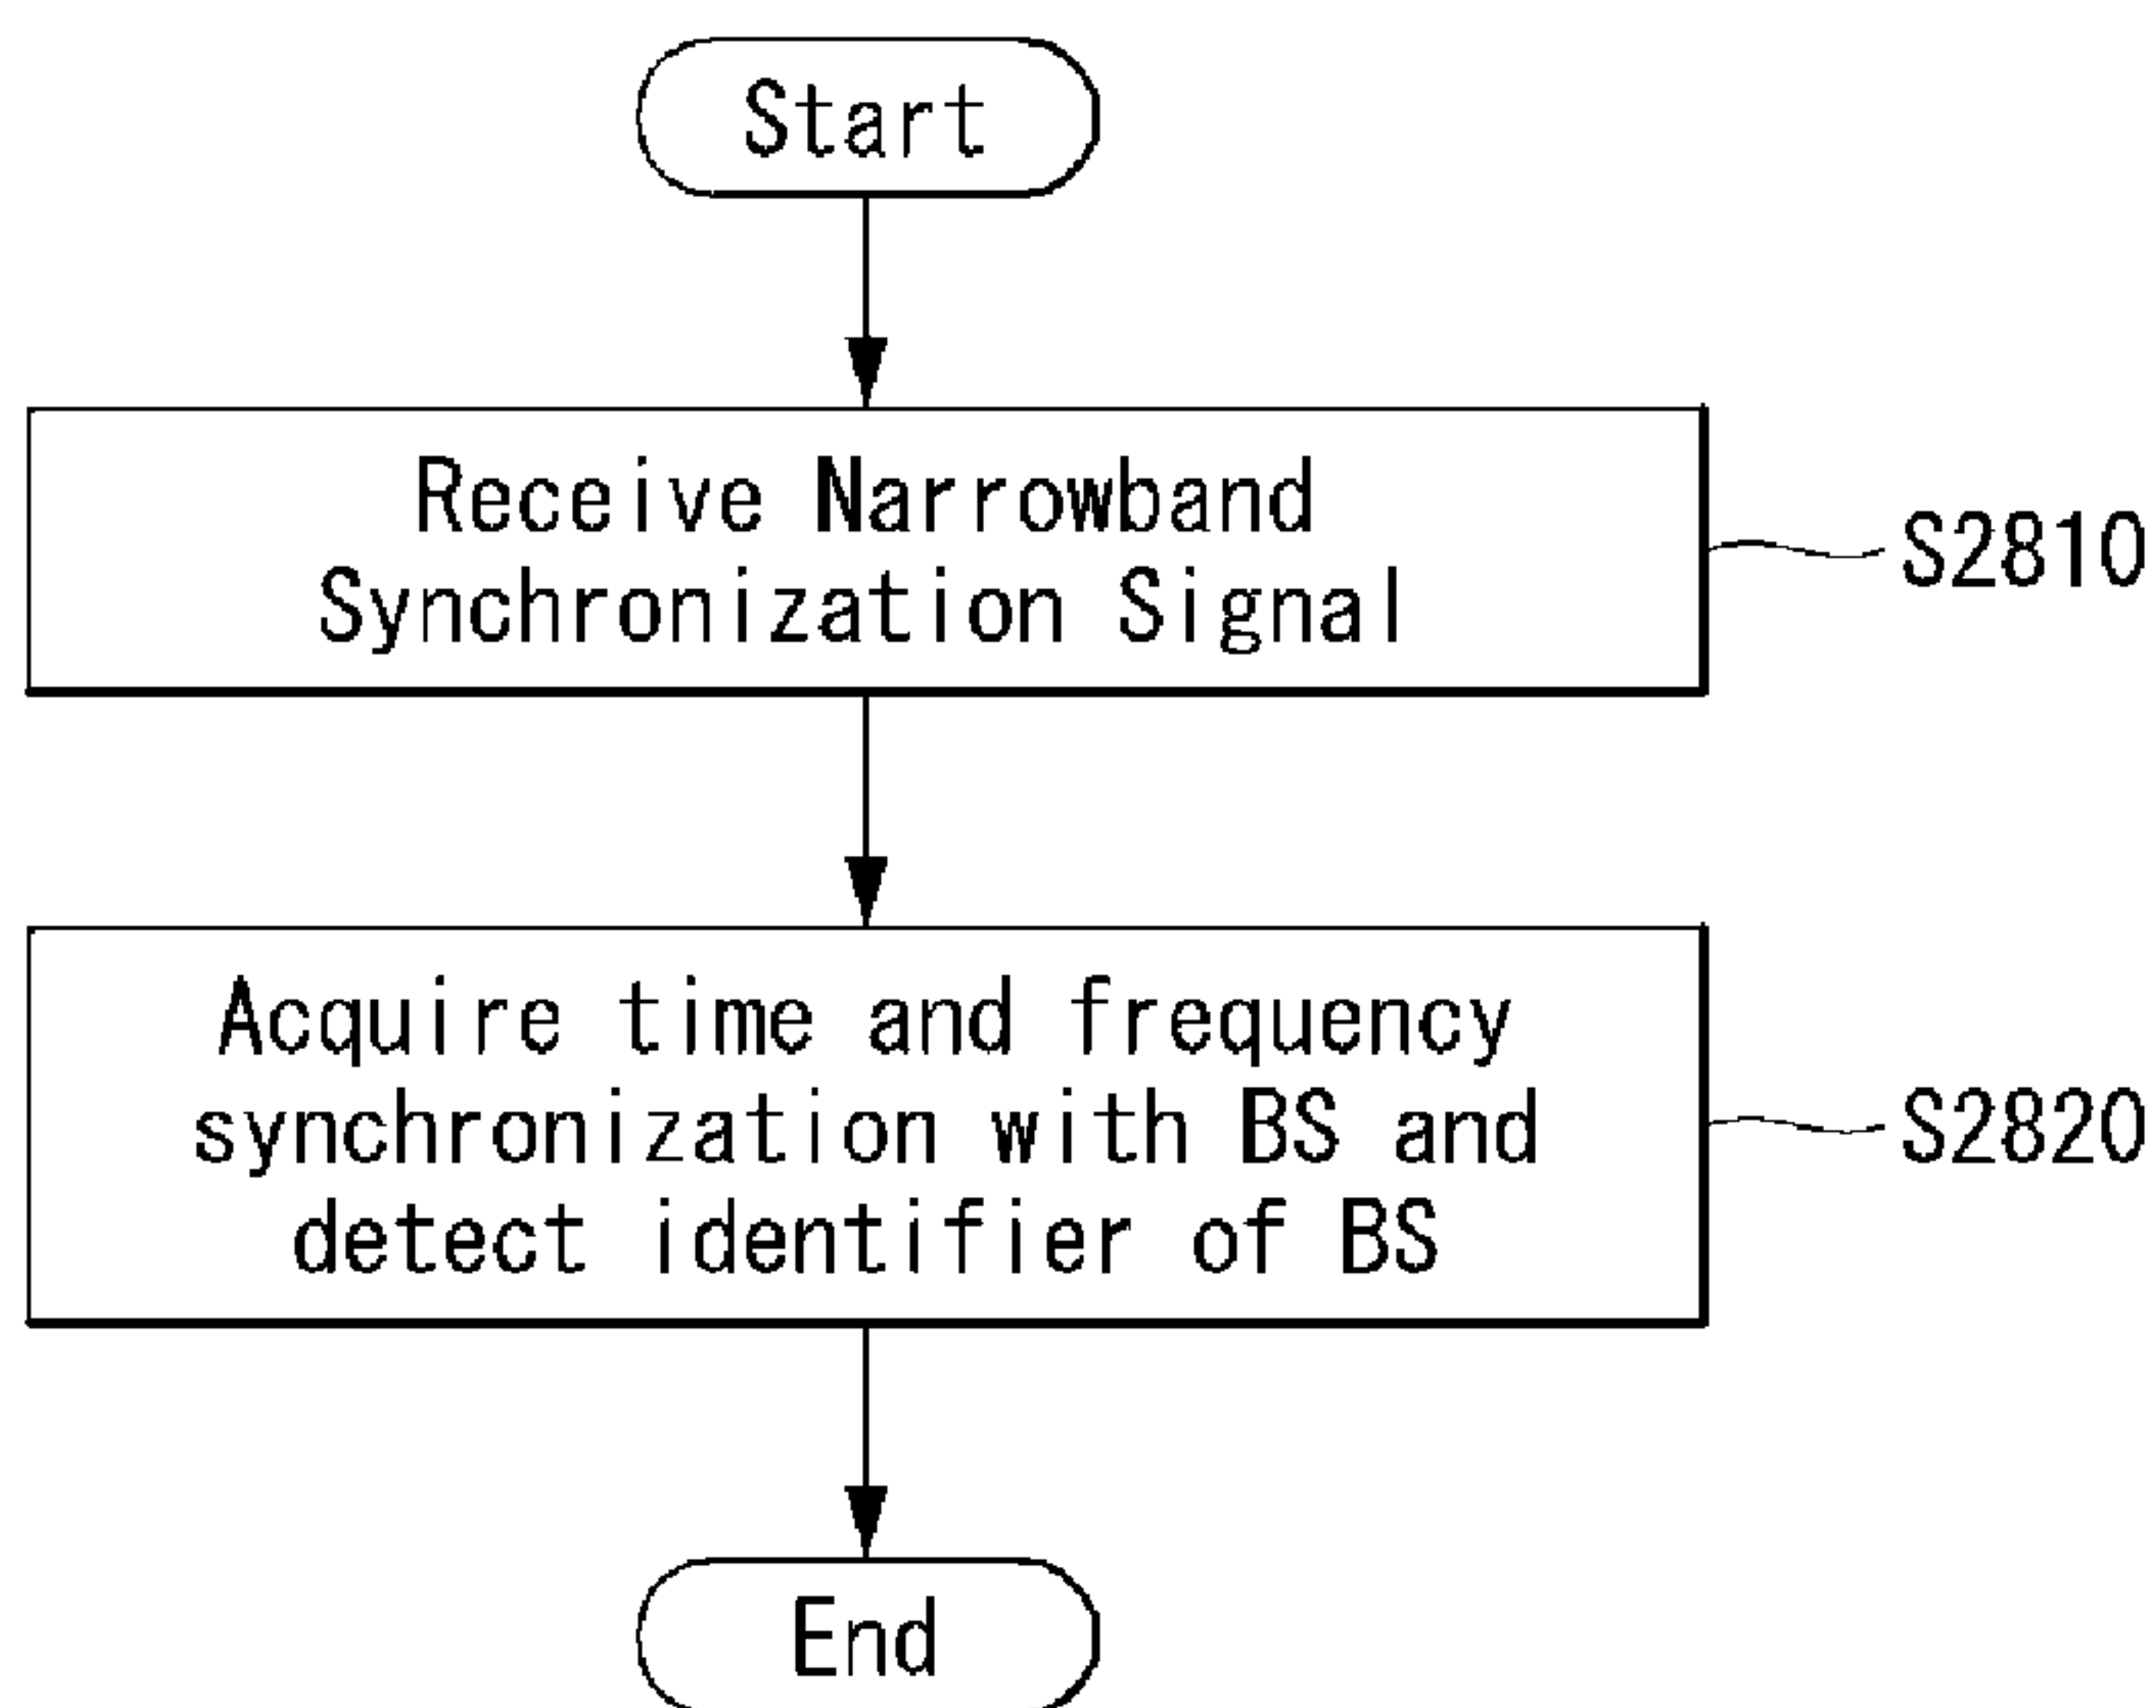 Start
Receive Narrowband
Synchronization Signal
S2810
Acquire time and frequency
synchronization with BS and
detect identifier of BS
S2820
End